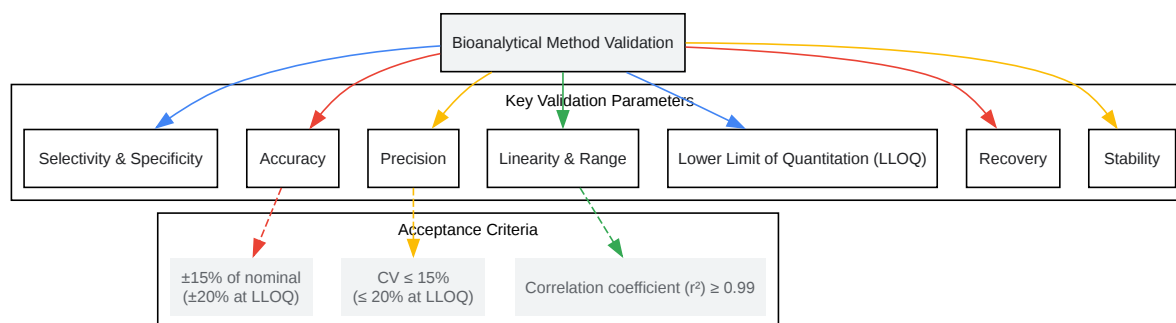 Bioanalytical Method Validation
Key Validation Parameters
Selectivity & Specificity
Accuracy
Precision
Linearity & Range
Lower Limit of Quantitation (LLOQ)
Recovery
Stability
Acceptance Criteria
±15% of nominal
(±20% at LLOQ)
CV ≤ 15%
(≤ 20% at LLOQ)
Correlation coefficient (r²) ≥ 0.99